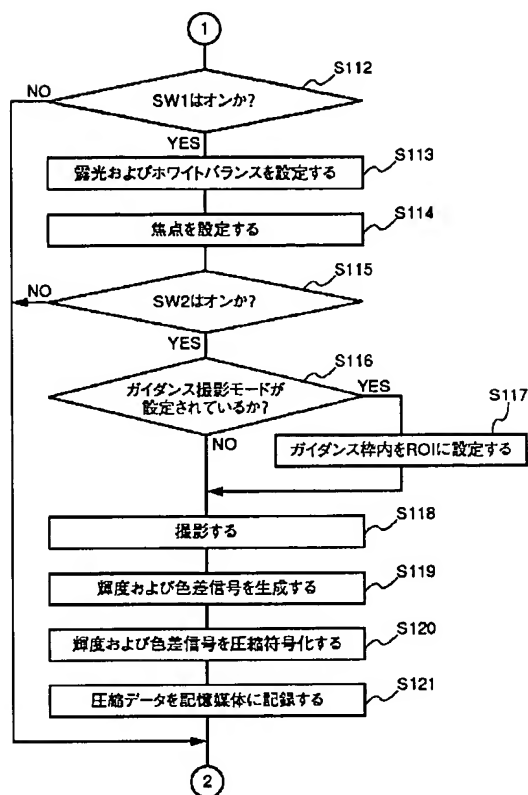 1
S112
NO
SW1はオンか?
YES
S113
露光およびホワイトバランスを設定する
S114
焦点を設定する
S115
NO
SW2はオンか?
YES
S116
ガイダンス撮影モードが
設定されているか?
YES
S117
NO
ガイダンス枠内をROIに設定する
S118
撮影する
S119
輝度および色差信号を生成する
S120
輝度および色差信号を圧縮符号化する
S121
圧縮データを記憶媒体に記録する
2